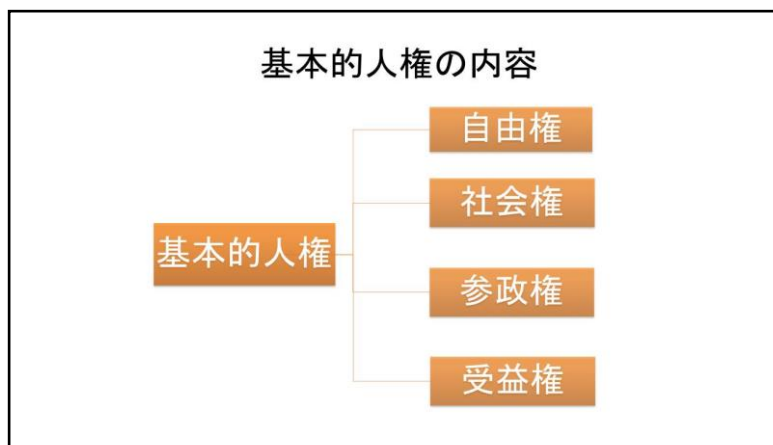 基本的人権の内容
自由権
社会権
基本的人権
参政権
受益権